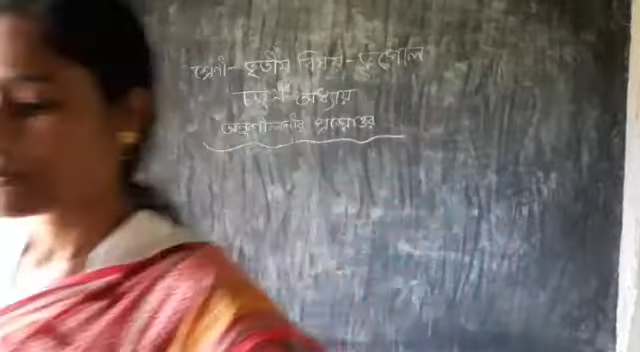 শ্রেণী- তৃতীয় বিষয়- ভূগোল
চতুর্থ অধ্যায়
অনুশীলনীর প্রশ্নোত্তর